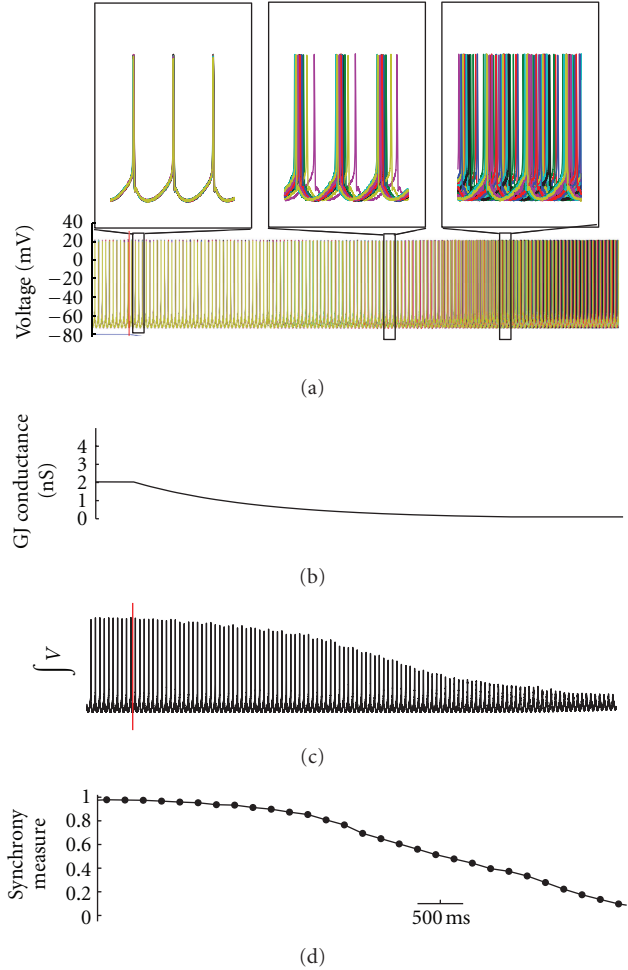 40
20
0
−20
−40
−60
−80
Voltage (mV)
(a)
4
3
2
1
0
GJ conductance
(nS)
(b)
∫ V
(c)
1
0.8
0.6
0.4
0.2
0
Synchrony
measure
500 ms
(d)